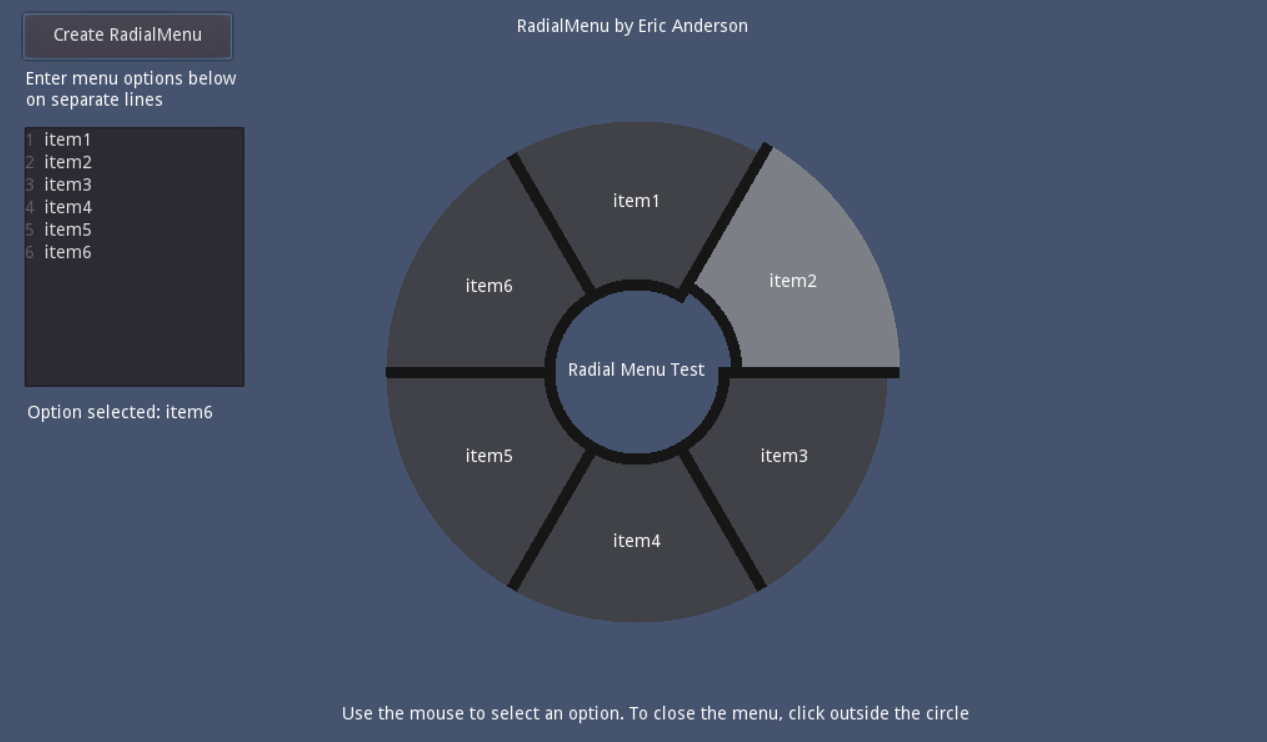 Create RadialMenu
RadialMenu by Eric Anderson
Enter menu options below
on separate lines
1 item1
2 item2
3 item3
4 item4
5 item5
6 item6
Option selected: item6
item1
item2
item6
Radial Menu Test
item5
item3
item4
Use the mouse to select an option. To close the menu, click outside the circle